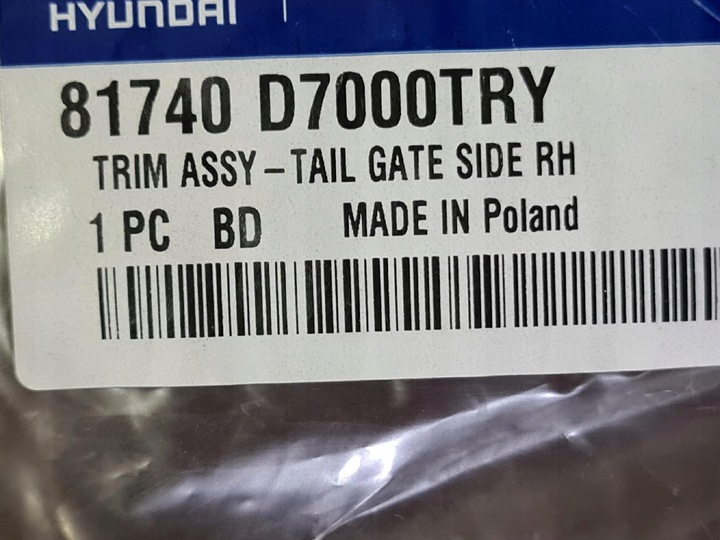 HYUNDAI
81740 D7000TRY
TRIM ASSY-TAIL GATE SIDE RH
1 PC BD MADE IN Poland